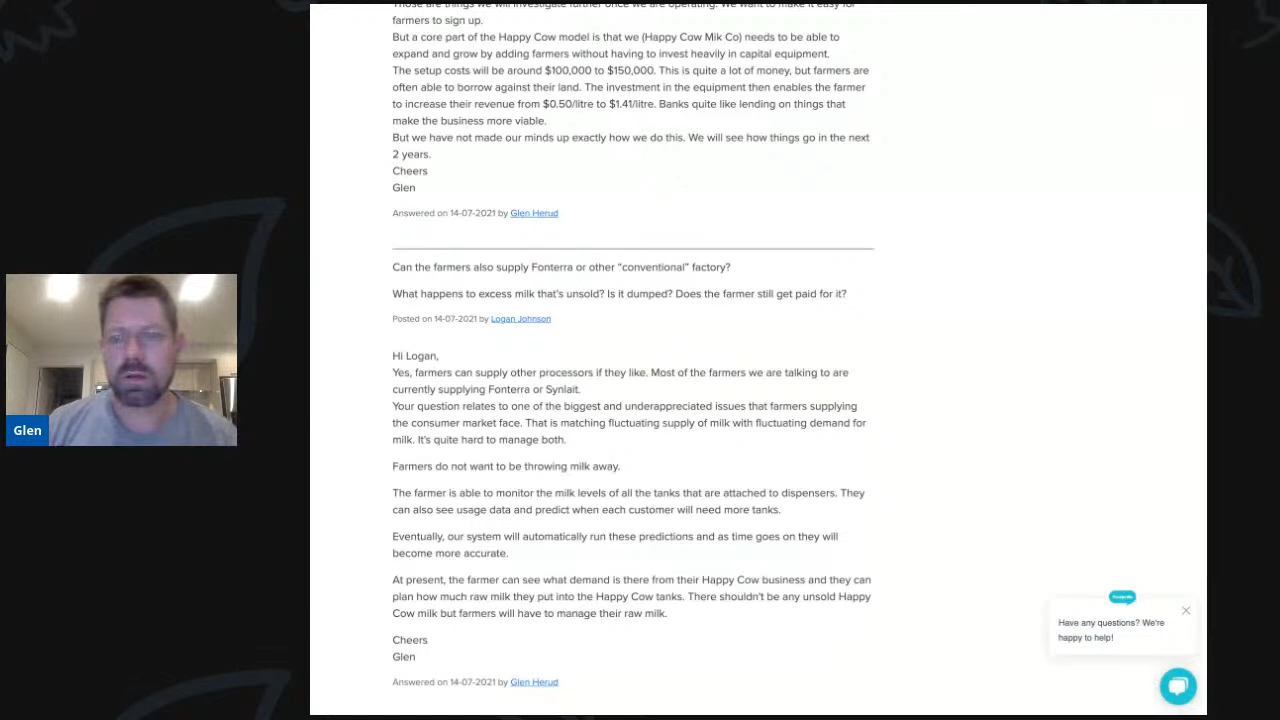 Those are things we will investigate further once we are operating. We want to make it easy for
farmers to sign up.
But a core part of the Happy Cow model is that we (Happy Cow Mik Co) needs to be able to
expand and grow by adding farmers without having to invest heavily in capital equipment.
The setup costs will be around $100,000 to $150,000. This is quite a lot of money, but farmers are
often able to borrow against their land. The investment in the equipment then enables the farmer
to increase their revenue from $0.50/litre to $1.41/litre. Banks quite like lending on things that
make the business more viable.
But we have not made our minds up exactly how we do this. We will see how things go in the next
2 years.
Cheers
Glen
Answered on 14-07-2021 by Glen Herud
Can the farmers also supply Fonterra or other “conventional” factory?
What happens to excess milk that’s unsold? Is it dumped? Does the farmer still get paid for it?
Posted on 14-07-2021 by Logan Johnson
Hi Logan,
Yes, farmers can supply other processors if they like. Most of the farmers we are talking to are
currently supplying Fonterra or Synlait.
Your question relates to one of the biggest and underappreciated issues that farmers supplying
the consumer market face. That is matching fluctuating supply of milk with fluctuating demand for
milk. It’s quite hard to manage both.
Farmers do not want to be throwing milk away.
The farmer is able to monitor the milk levels of all the tanks that are attached to dispensers. They
can also see usage data and predict when each customer will need more tanks.
Eventually, our system will automatically run these predictions and as time goes on they will
become more accurate.
At present, the farmer can see what demand is there from their Happy Cow business and they can
plan how much raw milk they put into the Happy Cow tanks. There shouldn’t be any unsold Happy
Cow milk but farmers will have to manage their raw milk.
Cheers
Glen
Answered on 14-07-2021 by Glen Herud
Glen
Have any questions? We're
happy to help!